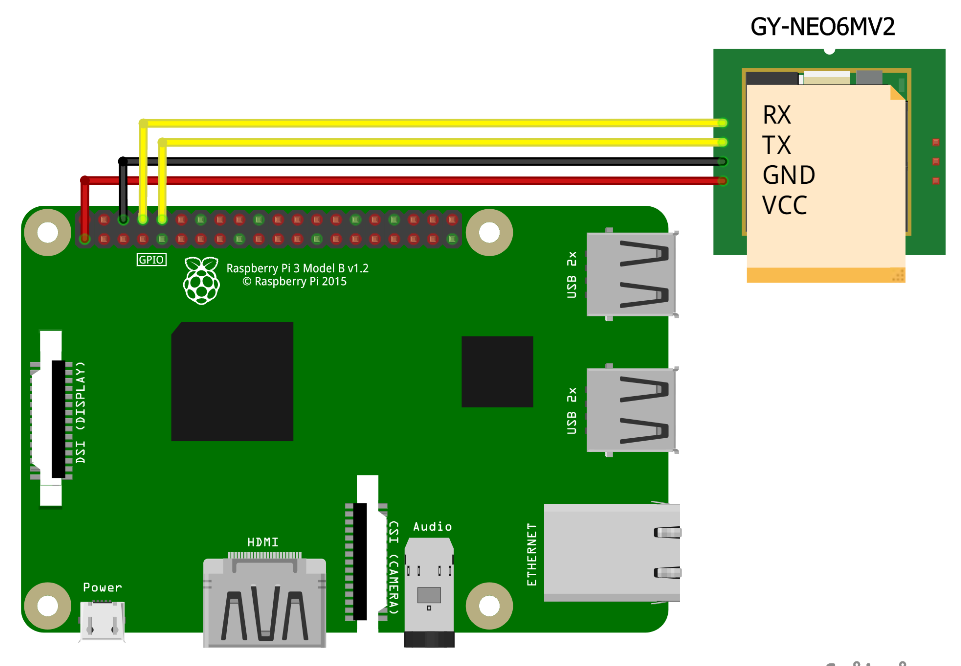 GY-NEO6MV2
RX
TX
GND
VCC
GPIO
Raspberry Pi 3 Model B v1.2
© Raspberry Pi 2015
USB 2x
DSI (DISPLAY)
USB 2x
HDMI
CSI (CAMERA)
Audio
ETHERNET
Power